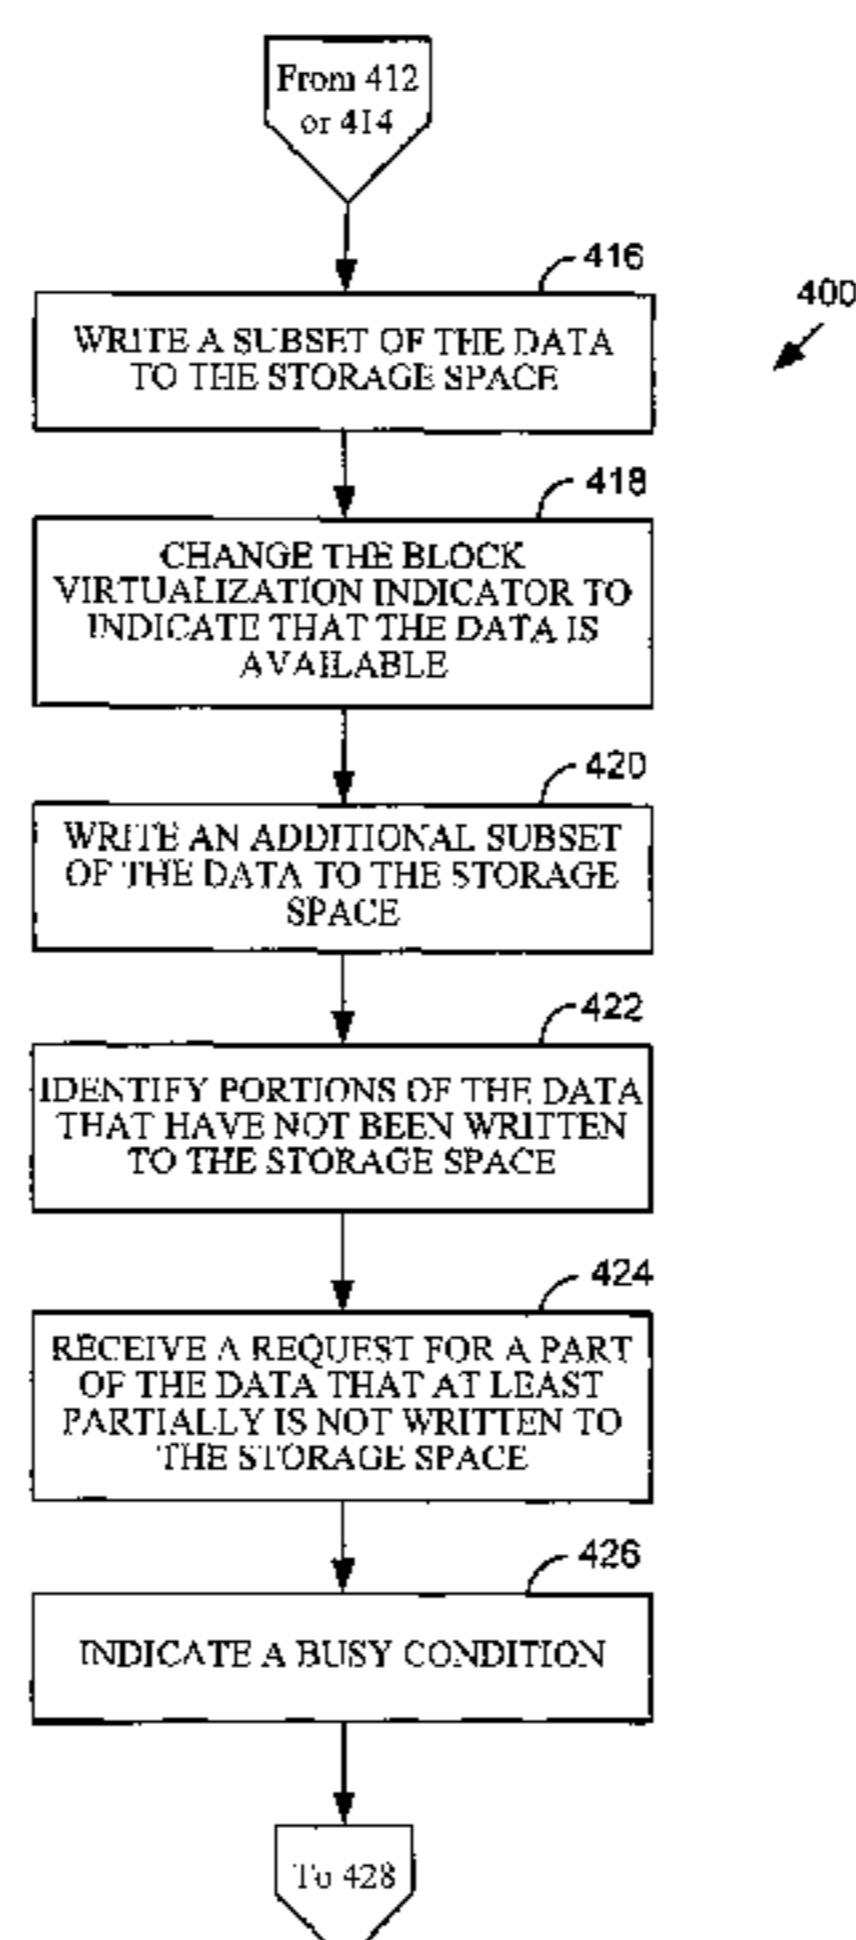 From 412
or 414
416
400
WRITE A SUBSET OF THE DATA
TO THE STORAGE SPACE
418
CHANGE THE BLOCK
VIRTUALIZATION INDICATOR TO
INDICATE THAT THE DATA IS
AVAILABLE
420
WRITE AN ADDITIONAL SUBSET
OF THE DATA TO THE STORAGE
SPACE
422
IDENTIFY PORTIONS OF THE DATA
THAT HAVE NOT BEEN WRITTEN
TO THE STORAGE SPACE
424
RECEIVE A REQUEST FOR A PART
OF THE DATA THAT AT LEAST
PARTIALLY IS NOT WRITTEN TO
THE STORAGE SPACE
426
INDICATE A BUSY CONDITION
To 428